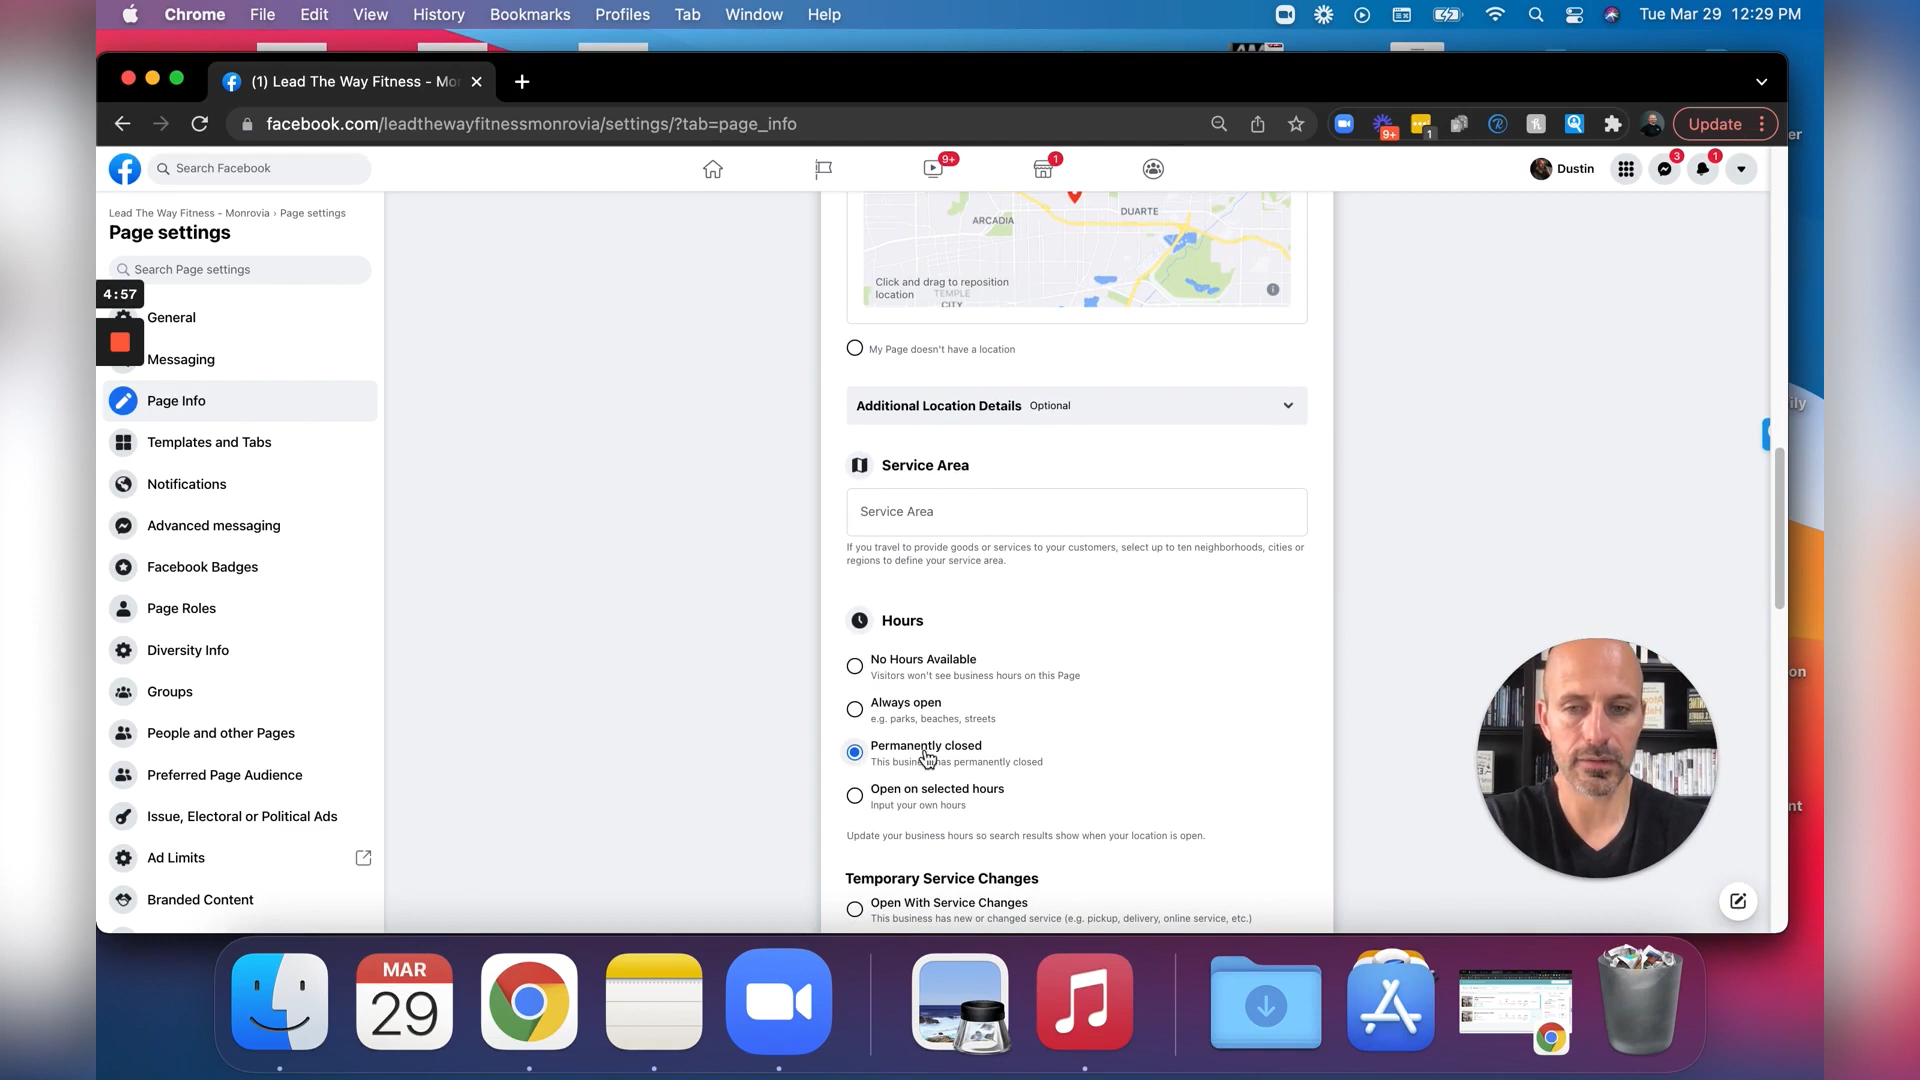 Chrome File Edit View History Bookmarks Profiles Tab Window Help
Tue Mar 29 12:29 PM
(1) Lead The Way Fitness - Mo
facebook.com/leadthewayfitnessmonrovia/settings/?tab=page_info
9+
1
Update
er
Search Facebook
9+
1
Dustin
3
1
Lead The Way Fitness - Monrovia › Page settings
Page settings
Search Page settings
4:57
General
Messaging
Page Info
Templates and Tabs
Notifications
Advanced messaging
Facebook Badges
Page Roles
Diversity Info
Groups
People and other Pages
Preferred Page Audience
Issue, Electoral or Political Ads
Ad Limits
Branded Content
ARCADIA
DUARTE
Click and drag to reposition
location
TEMPLE
CITY
My Page doesn't have a location
Additional Location Details Optional
Service Area
Service Area
If you travel to provide goods or services to your customers, select up to ten neighborhoods, cities or
regions to define your service area.
Hours
No Hours Available
Visitors won't see business hours on this Page
Always open
e.g. parks, beaches, streets
Permanently closed
This business has permanently closed
Open on selected hours
Input your own hours
Update your business hours so search results show when your location is open.
Temporary Service Changes
Open With Service Changes
This business has new or changed service (e.g. pickup, delivery, online service, etc.)
ily
on
nt
MAR
29